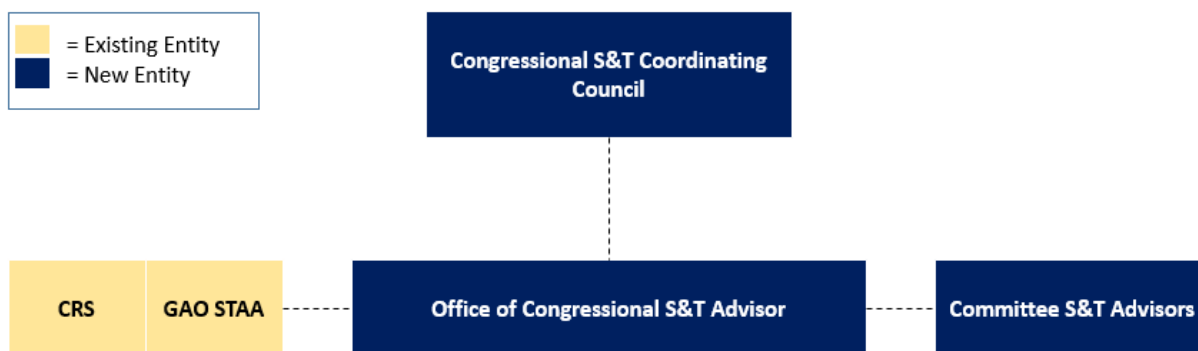 = Existing Entity
= New Entity
Congressional S&T Coordinating
Council
CRS
GAO STAA
Office of Congressional S&T Advisor
Committee S&T Advisors